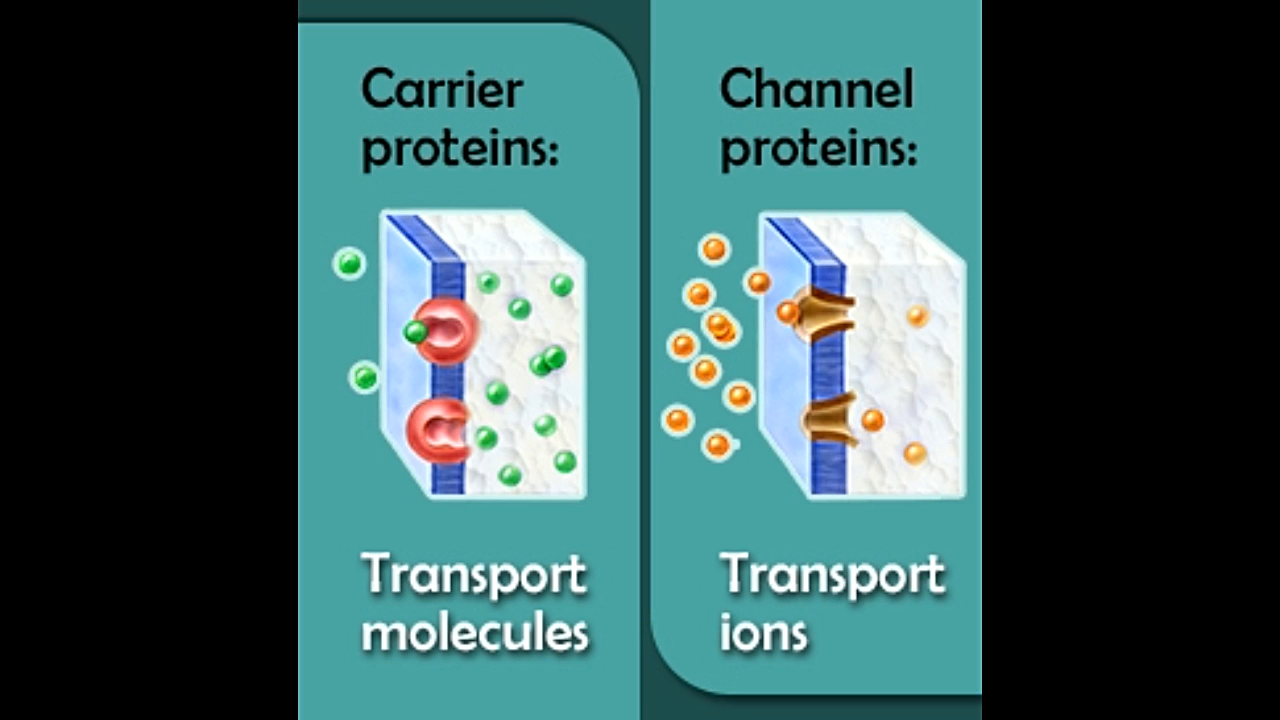 Carrier
proteins:
Transport
molecules
Channel
proteins:
Transport
ions